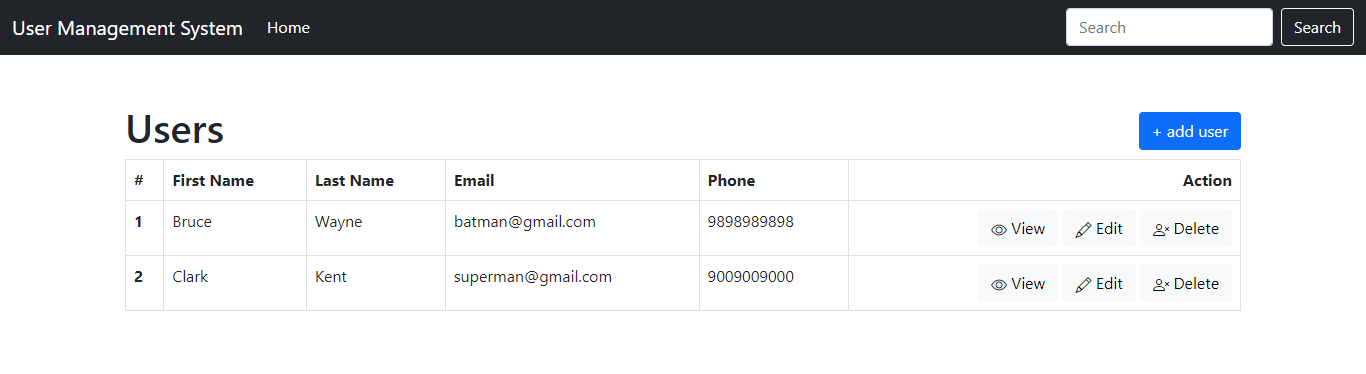 User Management System Home Search Search
Users + add user
# First Name Last Name Email Phone Action
1 Bruce Wayne batman@gmail.com 9898989898 View Edit Delete
2 Clark Kent superman@gmail.com 9009009000 View Edit Delete